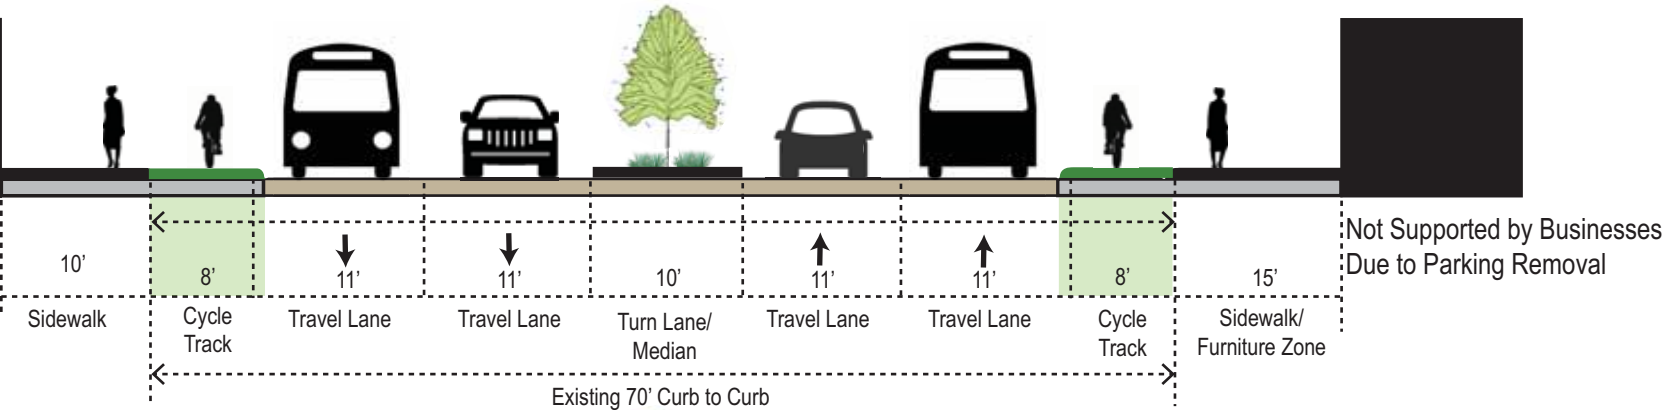 Not Supported by Businesses
Due to Parking Removal
10’
8’
11’
11’
10’
11’
11’
8’
15’
Sidewalk
Cycle
Track
Travel Lane
Travel Lane
Turn Lane/
Median
Travel Lane
Travel Lane
Cycle
Track
Sidewalk/
Furniture Zone
Existing 70’ Curb to Curb